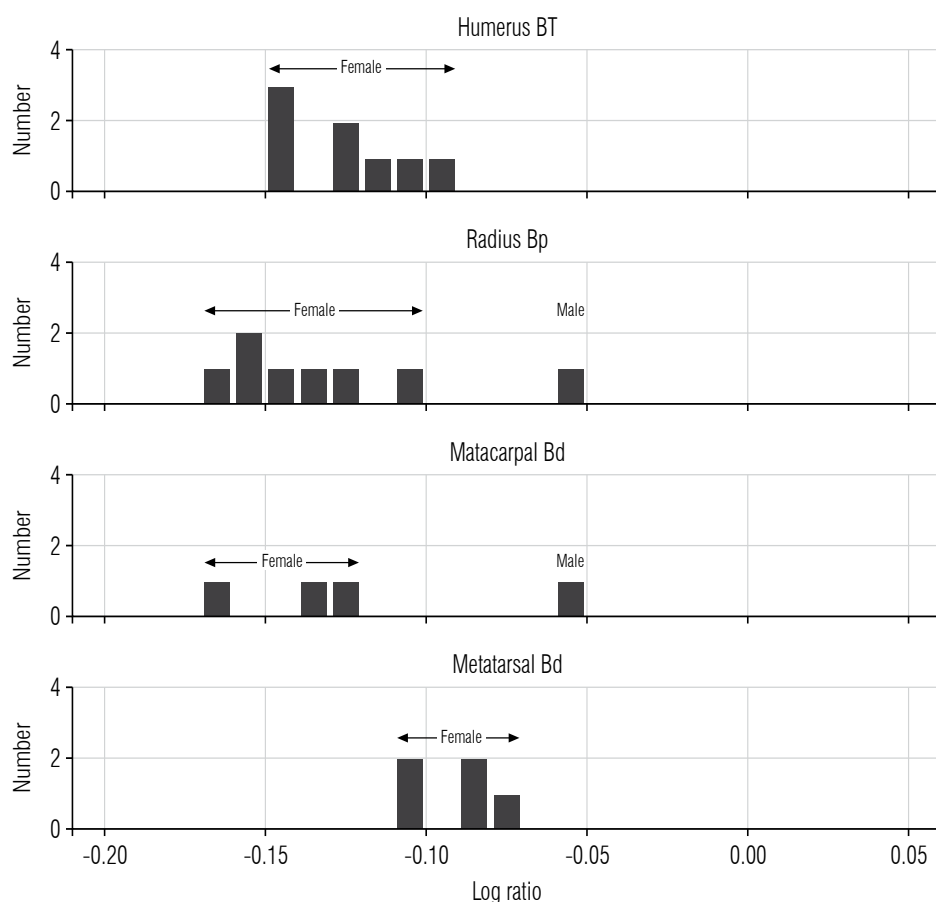 Humerus BT
4
Female
Number
2
0
Radius Bp
4
Female
Male
Number
2
0
Matacarpal Bd
4
Number
2
Female
Male
0
Metatarsal Bd
4
Female
Number
2
0
-0.20 -0.15 -0.10 -0.05 0.00 0.05
Log ratio